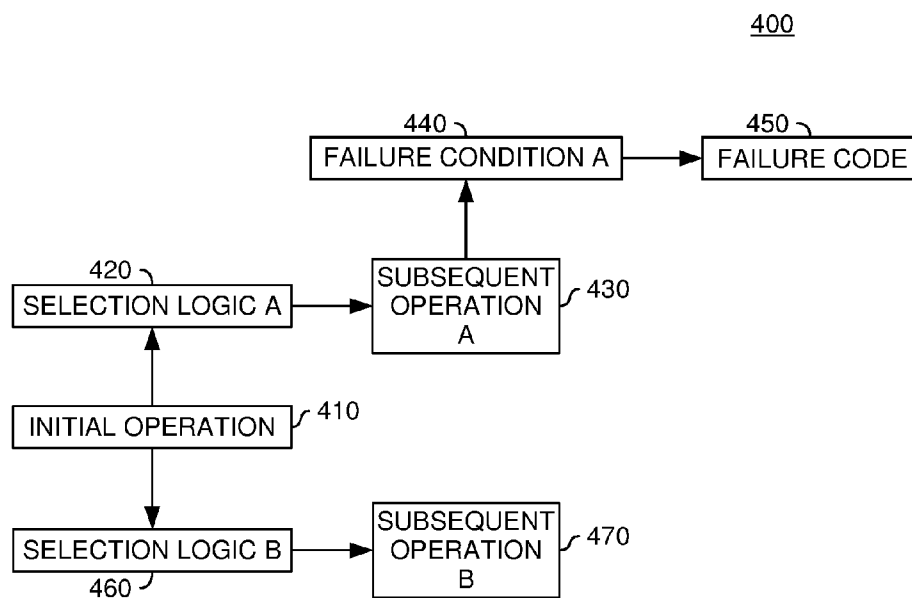 400
440
450
FAILURE CONDITION A
FAILURE CODE
420
SELECTION LOGIC A
SUBSEQUENT
OPERATION
A
430
INITIAL OPERATION
410
SELECTION LOGIC B
460
SUBSEQUENT
OPERATION
B
470